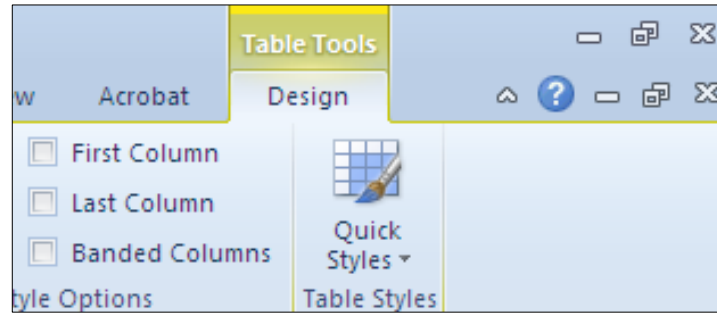 Table Tools
w Acrobat Design
First Column
Last Column
Quick
Banded Columns
Styles
tyle Options Table Styles